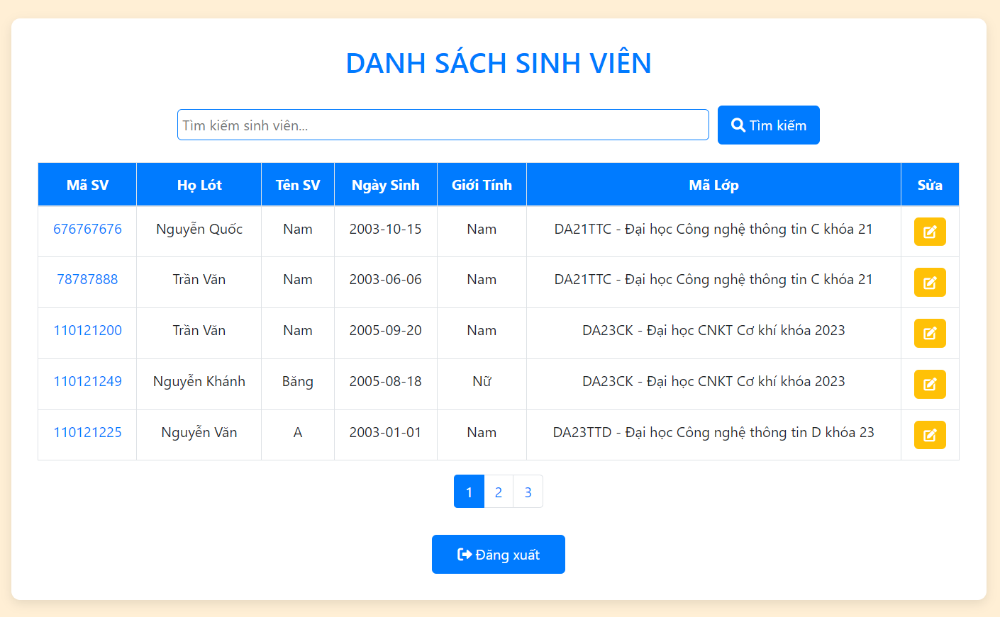 DANH SÁCH SINH VIÊN
Tìm kiếm sinh viên...
Tìm kiếm
Mã SV Họ Lót Tên SV Ngày Sinh Giới Tính Mã Lớp Sửa
676767676 Nguyễn Quốc Nam 2003-10-15 Nam DA21TTC - Đại học Công nghệ thông tin C khóa 21
78787888 Trần Văn Nam 2003-06-06 Nam DA21TTC - Đại học Công nghệ thông tin C khóa 21
110121200 Trần Văn Nam 2005-09-20 Nam DA23CK - Đại học CNKT Cơ khí khóa 2023
110121249 Nguyễn Khánh Băng 2005-08-18 Nữ DA23CK - Đại học CNKT Cơ khí khóa 2023
110121225 Nguyễn Văn A 2003-01-01 Nam DA23TTD - Đại học Công nghệ thông tin D khóa 23
1 2 3
Đăng xuất